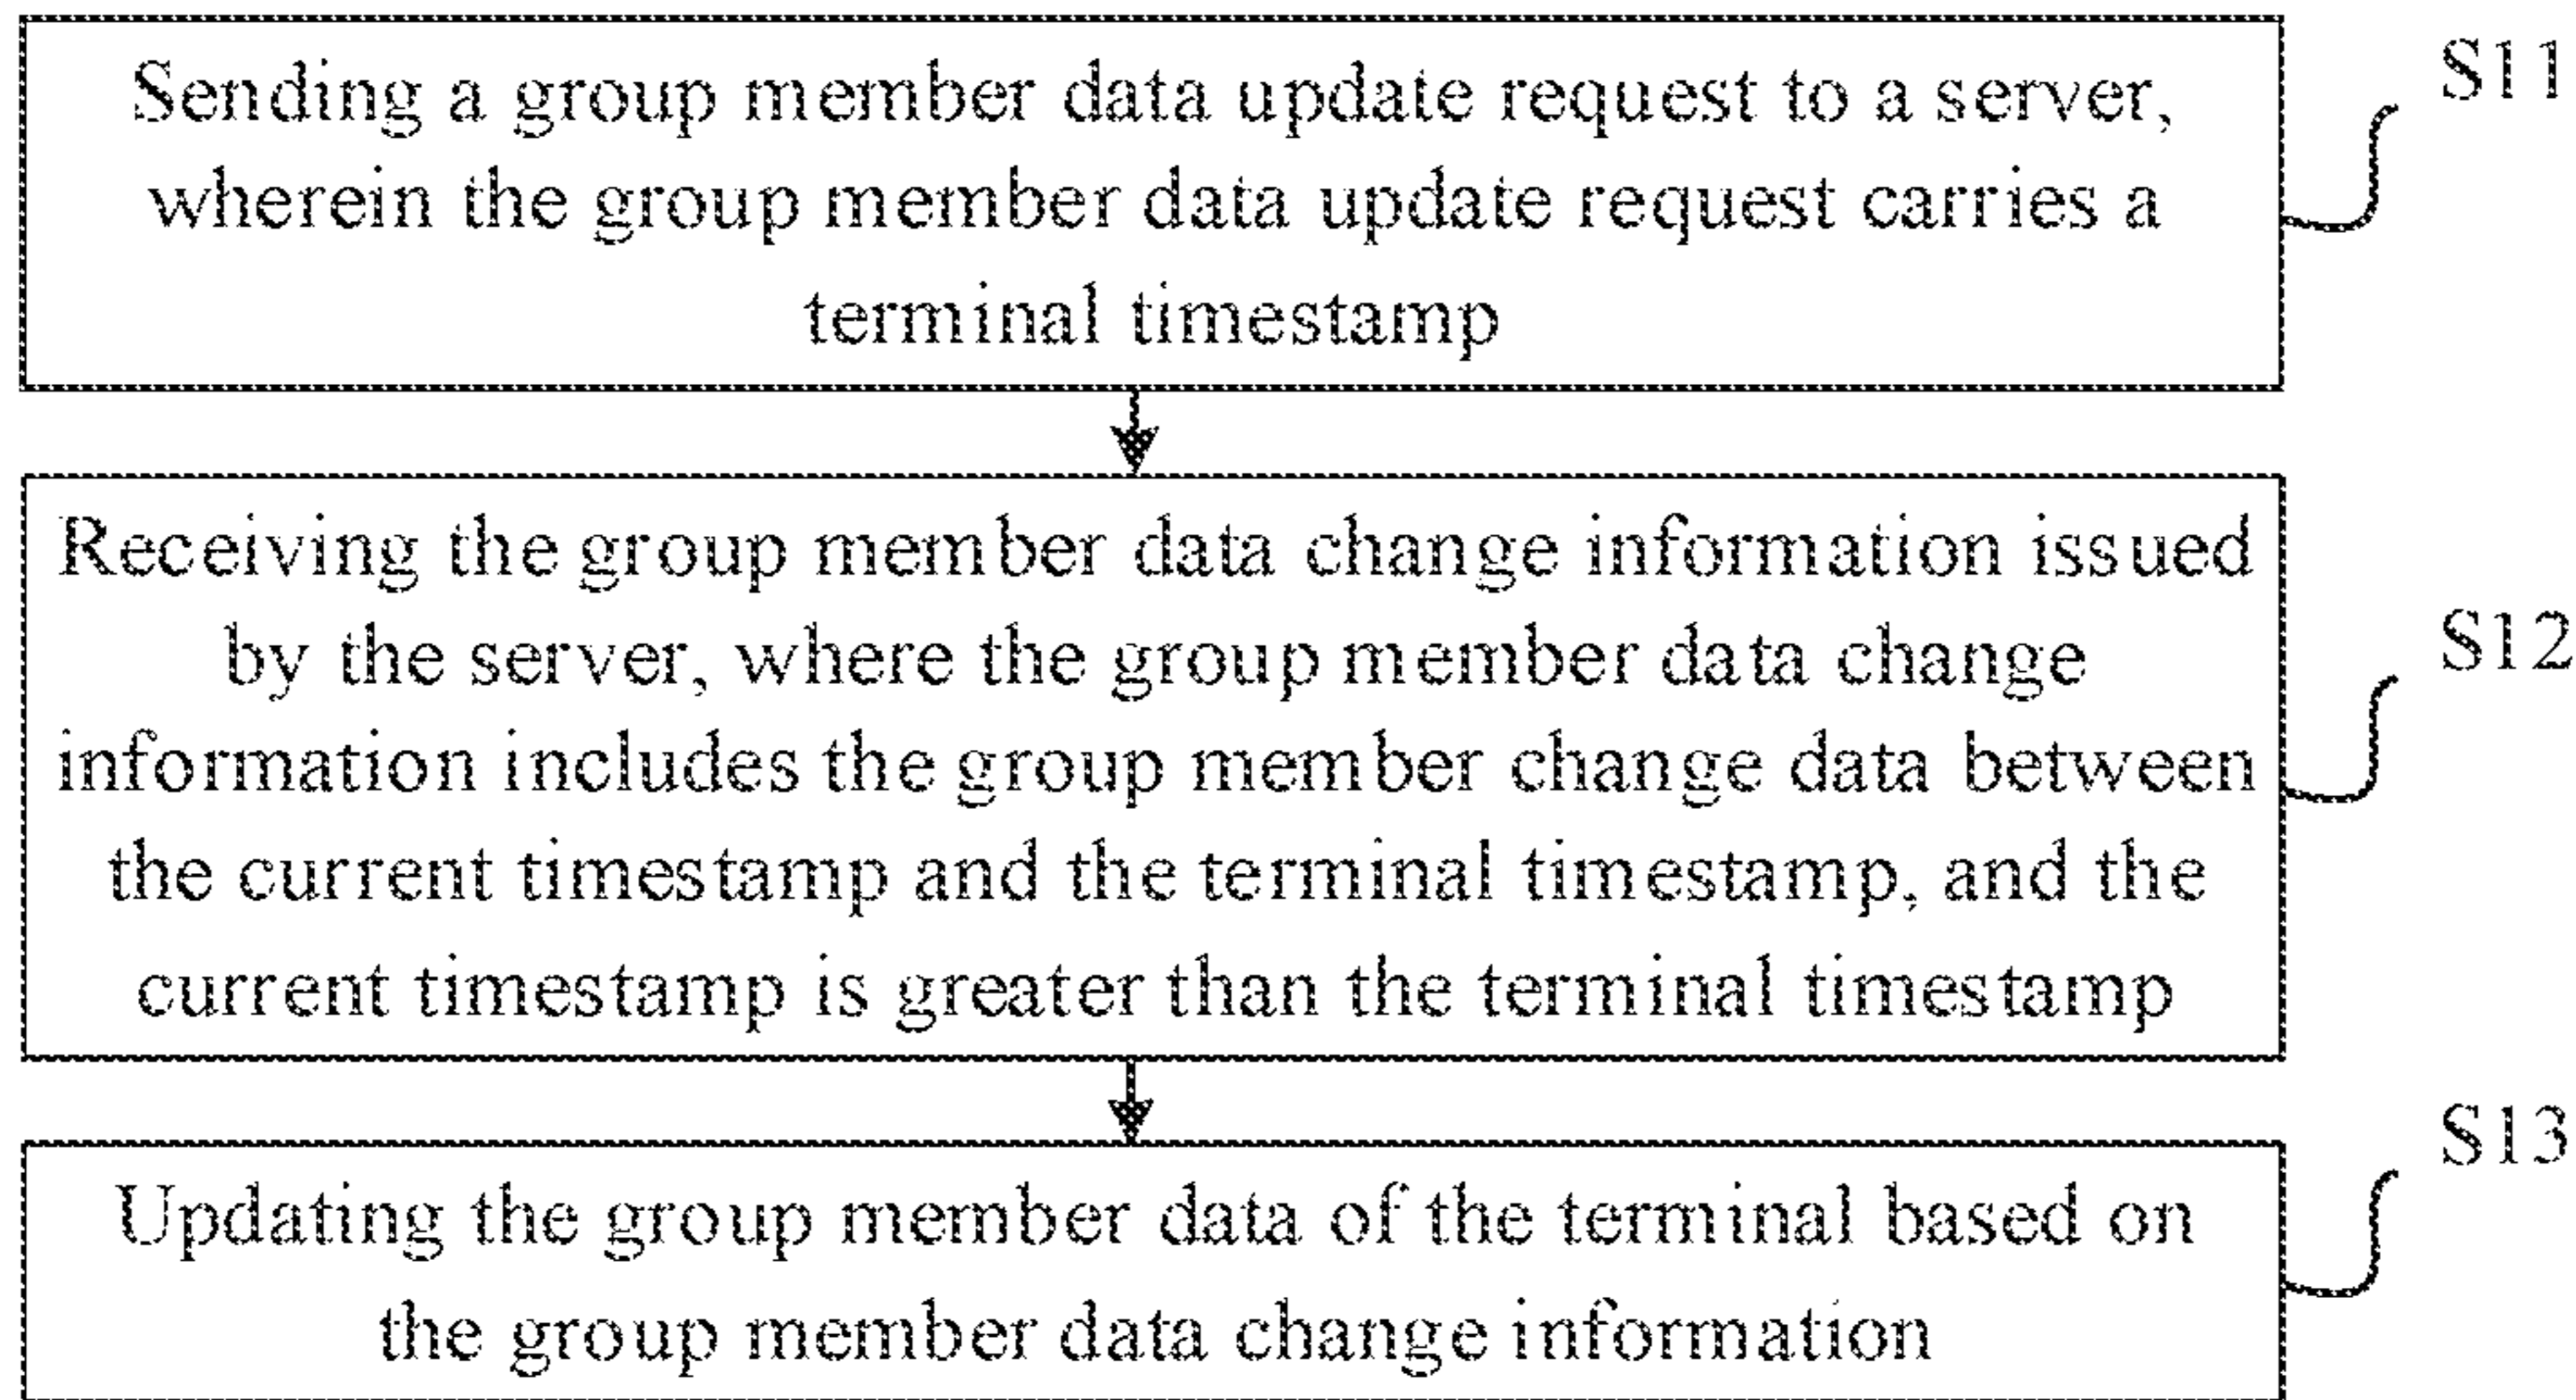 Sending a group member data update request to a server,
wherein the group member data update request carries a
terminal timestamp
S11
Receiving the group member data change information issued
by the server, where the group member data change
information includes the group member change data between
the current timestamp and the terminal timestamp, and the
current timestamp is greater than the terminal timestamp
S12
Updating the group member data of the terminal based on
the group member data change information
S13